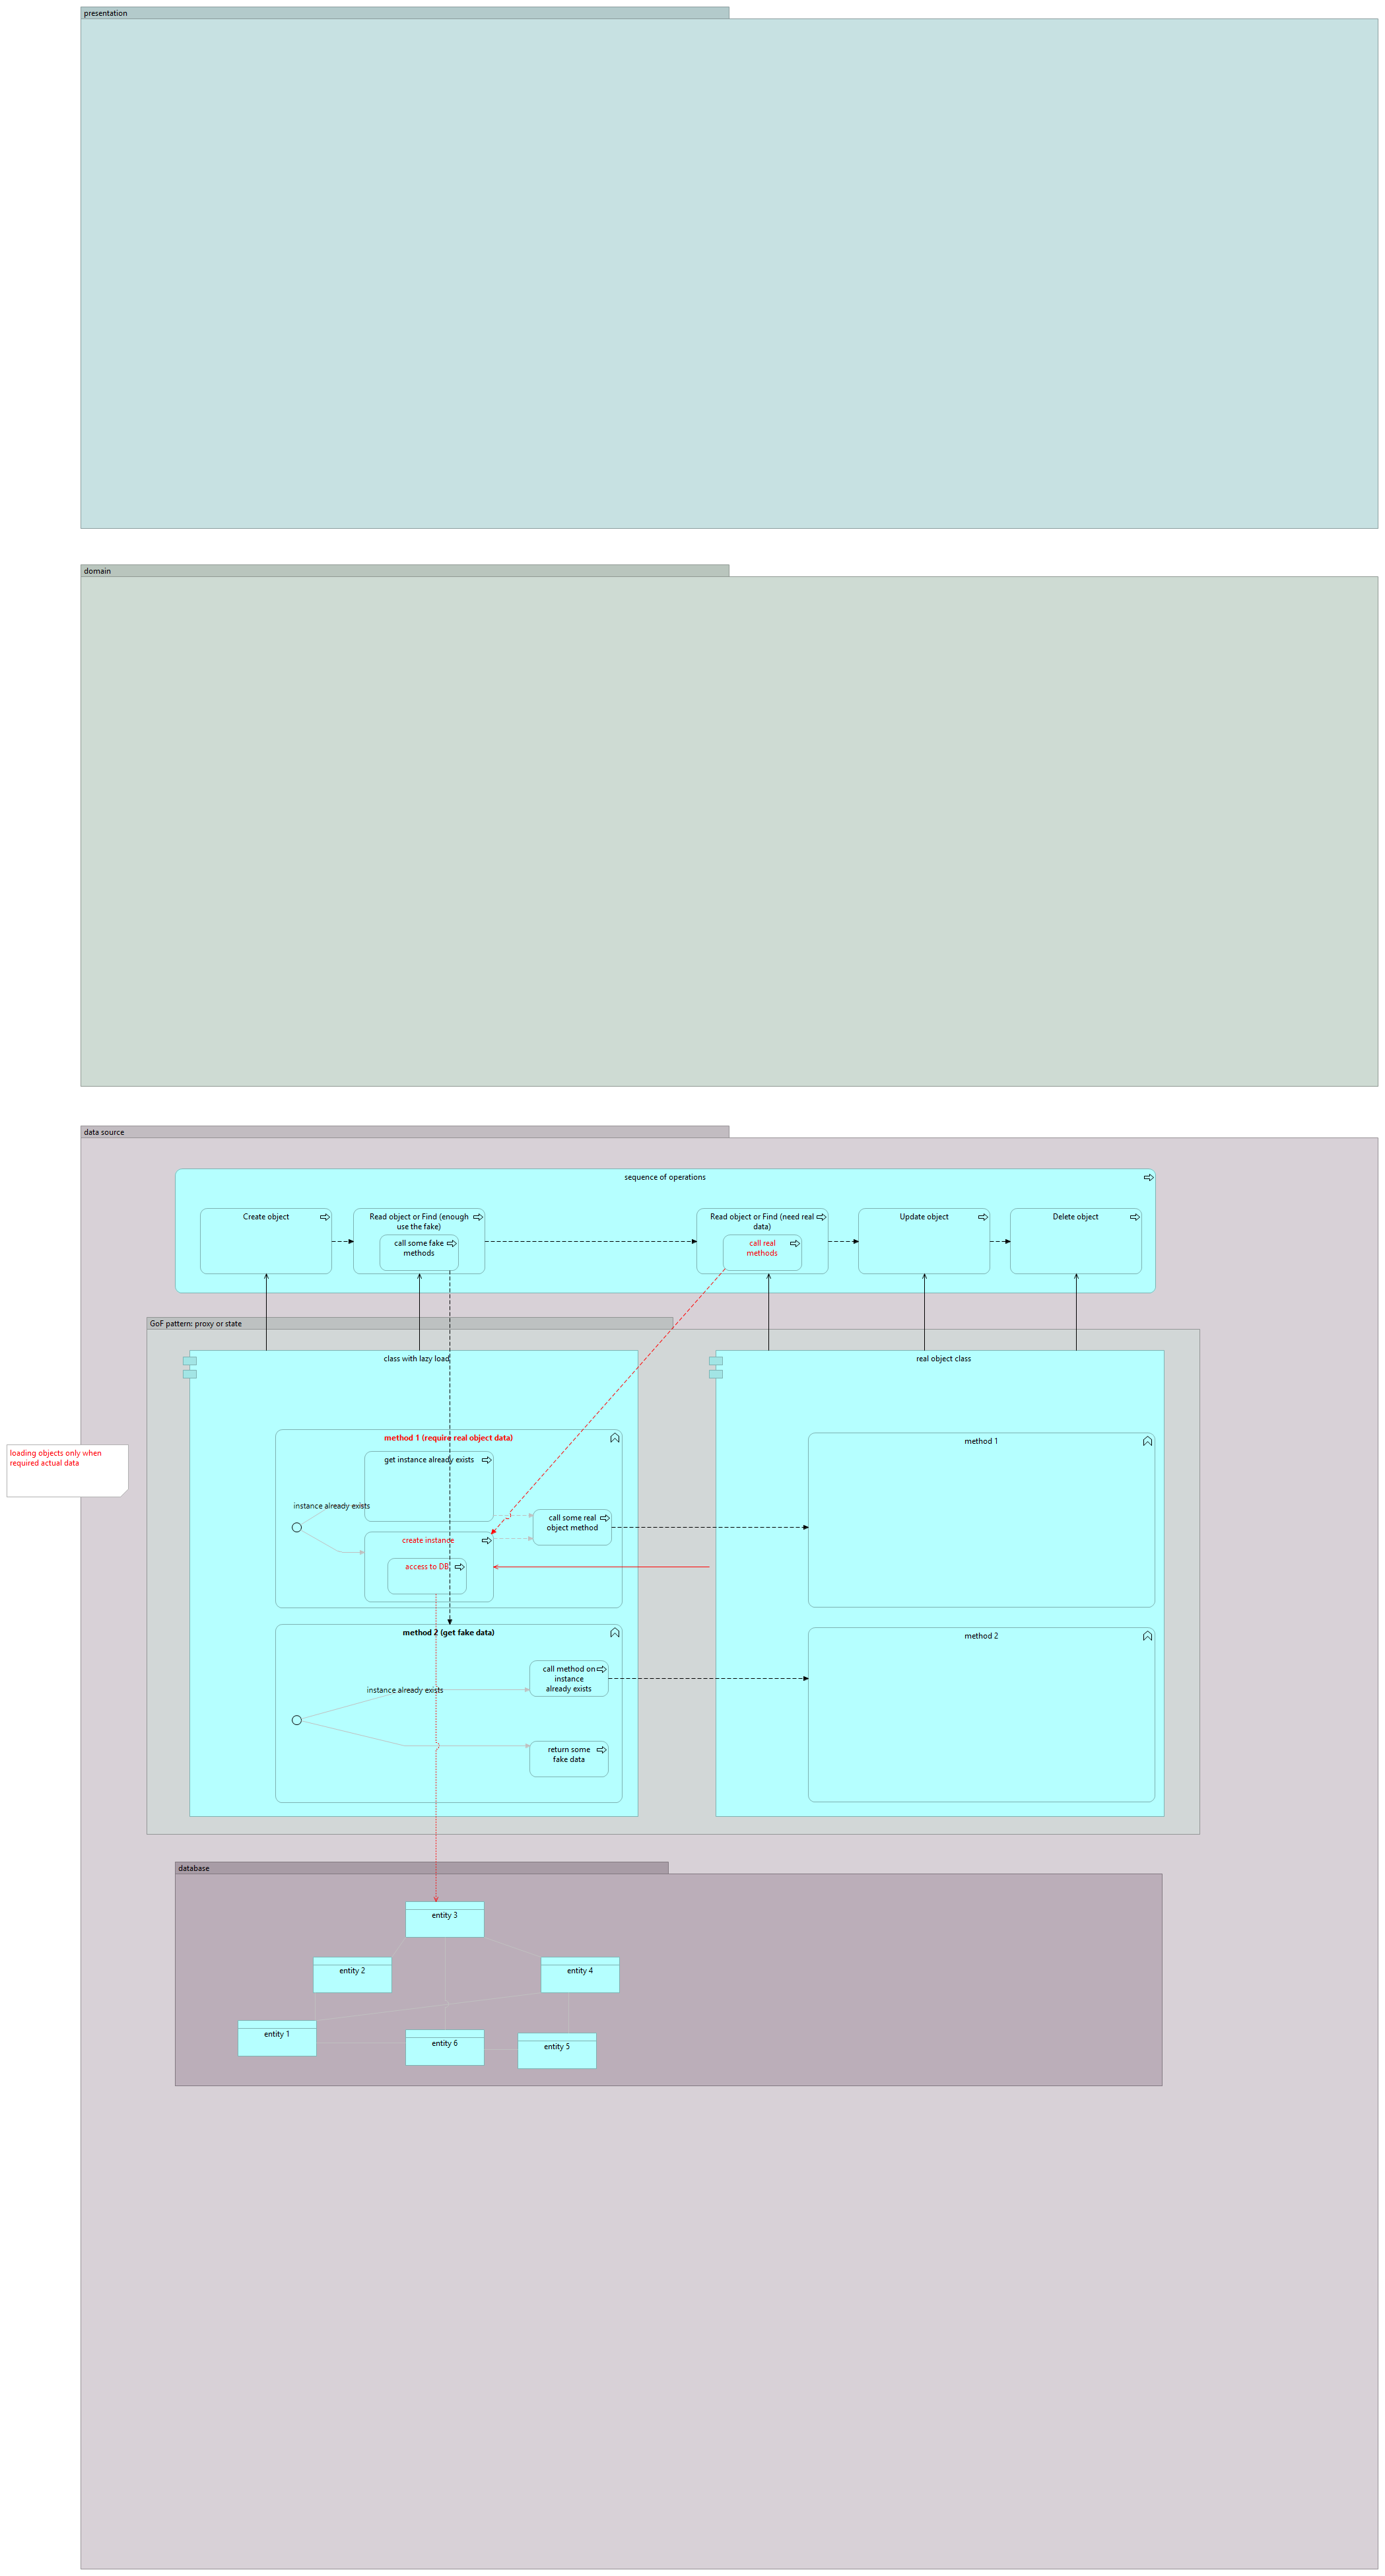 presentation
domain
data source
sequence of operations
Create object
Read object or Find (enough
use the fake)
call some fake
methods
Read object or Find (need real
data)
call real
methods
Update object
Delete object
GoF pattern: proxy or state
class with lazy load
real object class
loading objects only when
required actual data
method 1 (require real object data)
get instance already exists
instance already exists
call some real
object method
create instance
access to DB
method 1
method 2 (get fake data)
call method on
instance
already exists
instance already exists
return some
fake data
method 2
database
entity 3
entity 2
entity 4
entity 1
entity 6
entity 5